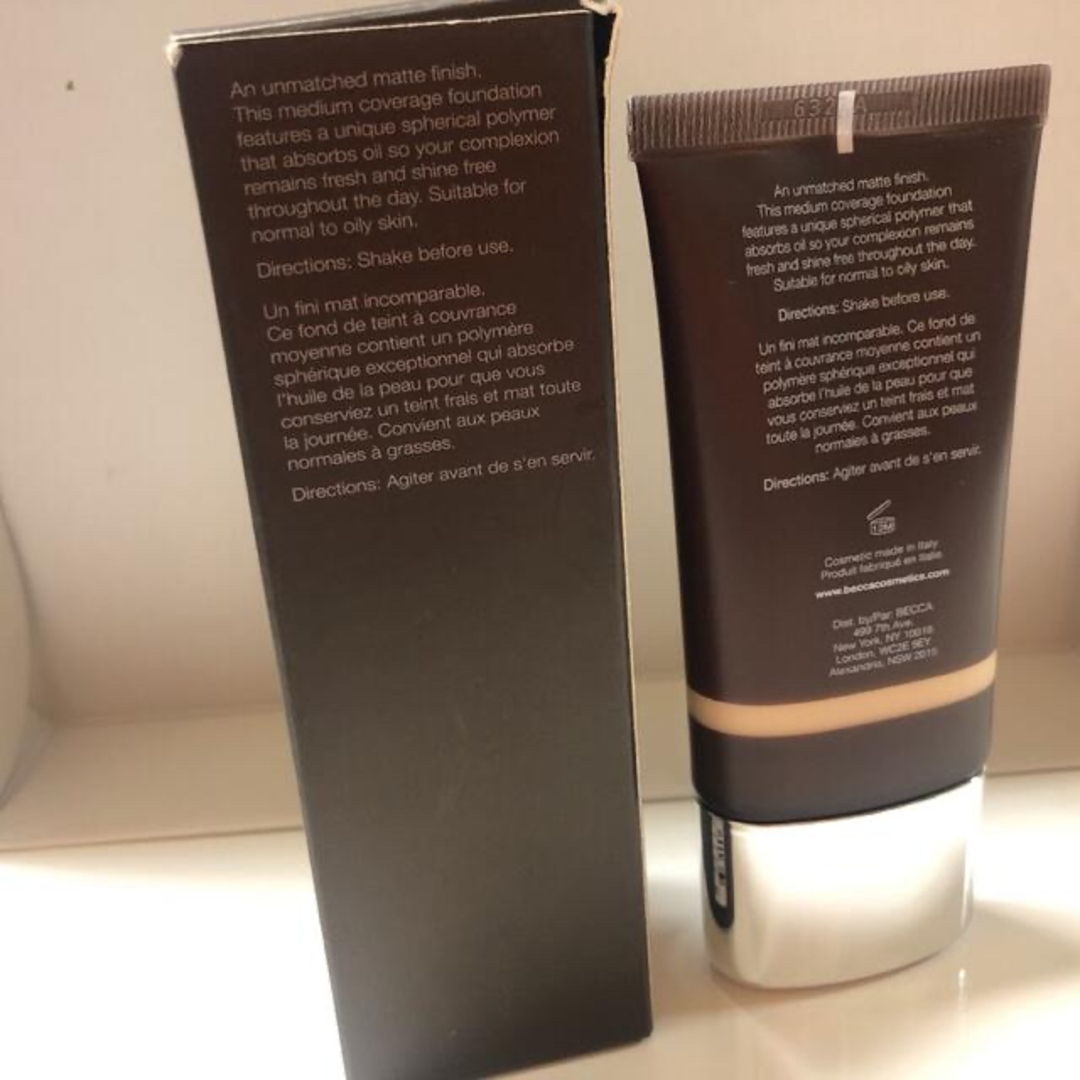 An unmatched matte finish.
This medium coverage foundation
features a unique spherical polymer
that absorbs oil so your complexion
remains fresh and shine free
throughout the day. Suitable for
normal to oily skin.
Directions: Shake before use.
Un fini mat incomparable.
Ce fond de teint à couvrance
moyenne contient un polymère
sphérique exceptionnel qui absorbe
l'huile de la peau pour que vous
conserviez un teint frais et mat toute
la journée. Convient aux peaux
normales à grasses.
Directions: Agiter avant de s'en servir.
An unmatched matte finish.
This medium coverage foundation
features a unique spherical polymer that
absorbs oil so your complexion remains
fresh and shine free throughout the day.
Suitable for normal to oily skin.
Directions: Shake before use.
Un fini mat incomparable. Ce fond de
teint à couvrance moyenne contient un
polymère sphérique exceptionnel qui
absorbe l'huile de la peau pour que
vous conserviez un teint frais et mat
toute la journée. Convient aux peaux
normales à grasses.
Directions: Agiter avant de s'en servir.
12M
Cosmetic made in Italy
Produit fabriqué en Italie
www.beccacosmetics.com
Dist. by/Par: BECCA
7th Ave.
New York, NY 10018
London, WC2E 9EY
Alexandria, NSW 2015